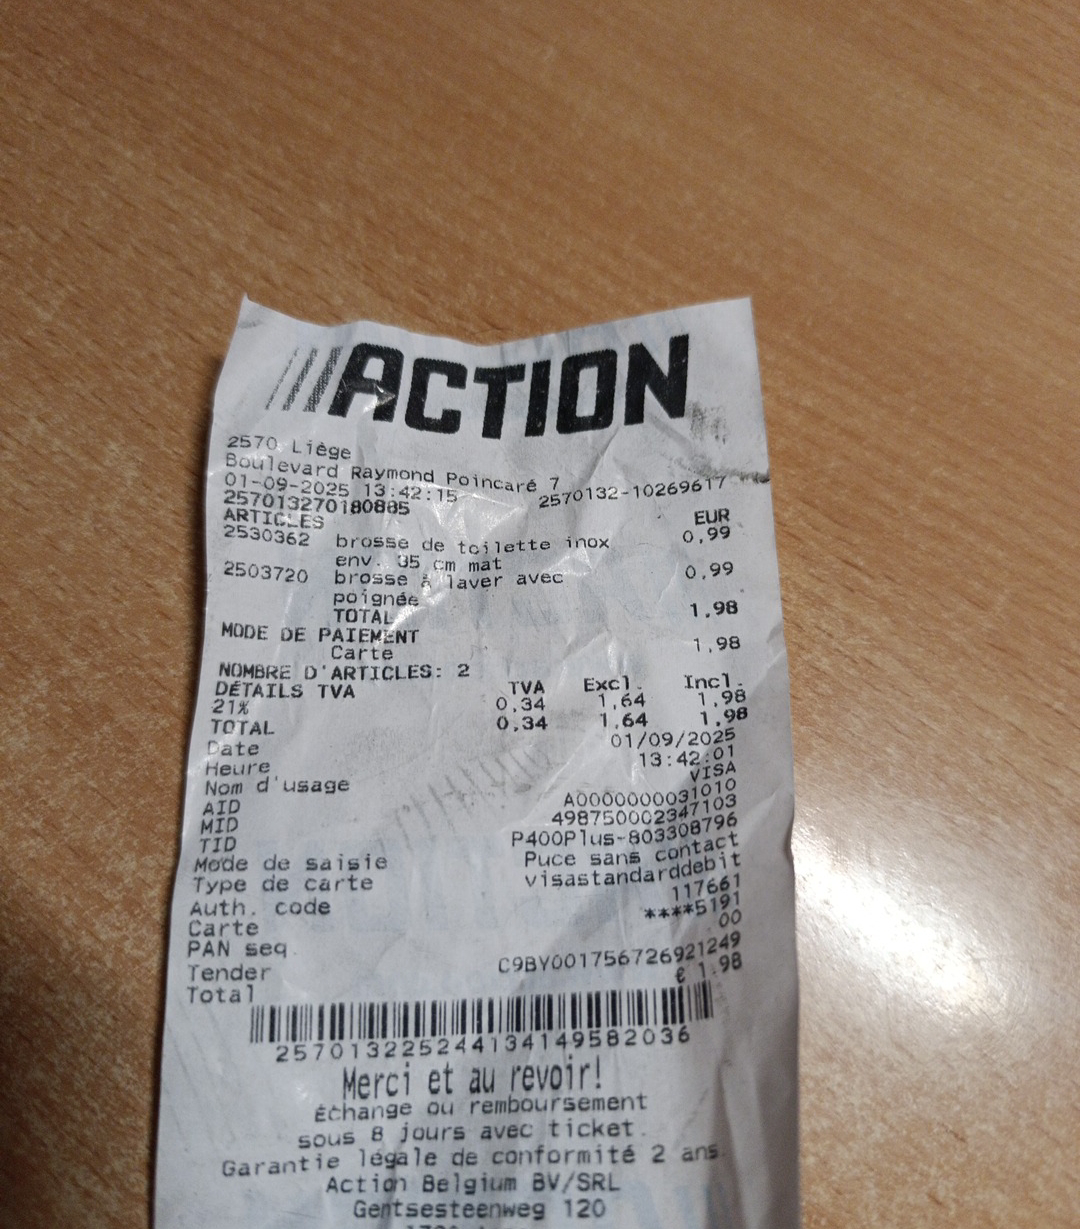 ACTION
2570 Liège
Boulevard Raymond Poincaré 7
01-09-2025 13:42:15 2570132-10269617
257013270180885
ARTICLES EUR
2530362 brosse de toilette inox 0,99
env. 35 cm mat
2503720 brosse à laver avec 0,99
poignée
TOTAL 1,98
MODE DE PAIEMENT
Carte 1,98
NOMBRE D'ARTICLES: 2
DÉTAILS TVA TVA Excl. Incl.
21% 0,34 1,64 1,98
TOTAL 0,34 1,64 1,98
Date 01/09/2025
Heure 13:42:01
Nom d'usage VISA
AID A0000000031010
MID 498750002347103
TID P400Plus-803308796
Mode de saisie Puce sans contact
Type de carte visastandarddebit
Auth. code 117661
Carte ****5191
PAN seq. 00
Tender C9BY001756726921249
Total € 1.98
257013225244134149582036
Merci et au revoir!
Échange ou remboursement
sous 8 jours avec ticket.
Garantie légale de conformité 2 ans.
Action Belgium BV/SRL
Gentsesteenweg 120